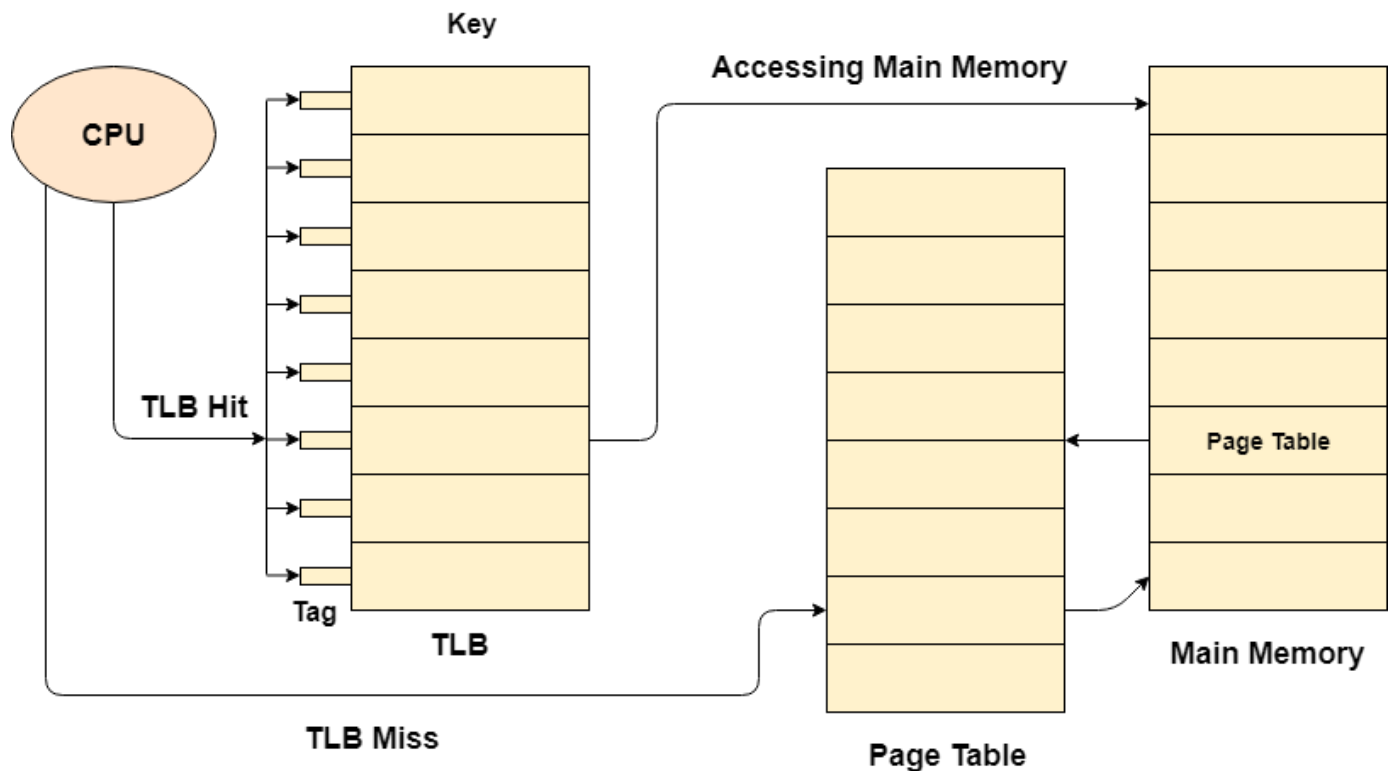 Key
Accessing Main Memory
CPU
TLB Hit
Page Table
Tag
TLB
Main Memory
TLB Miss
Page Table